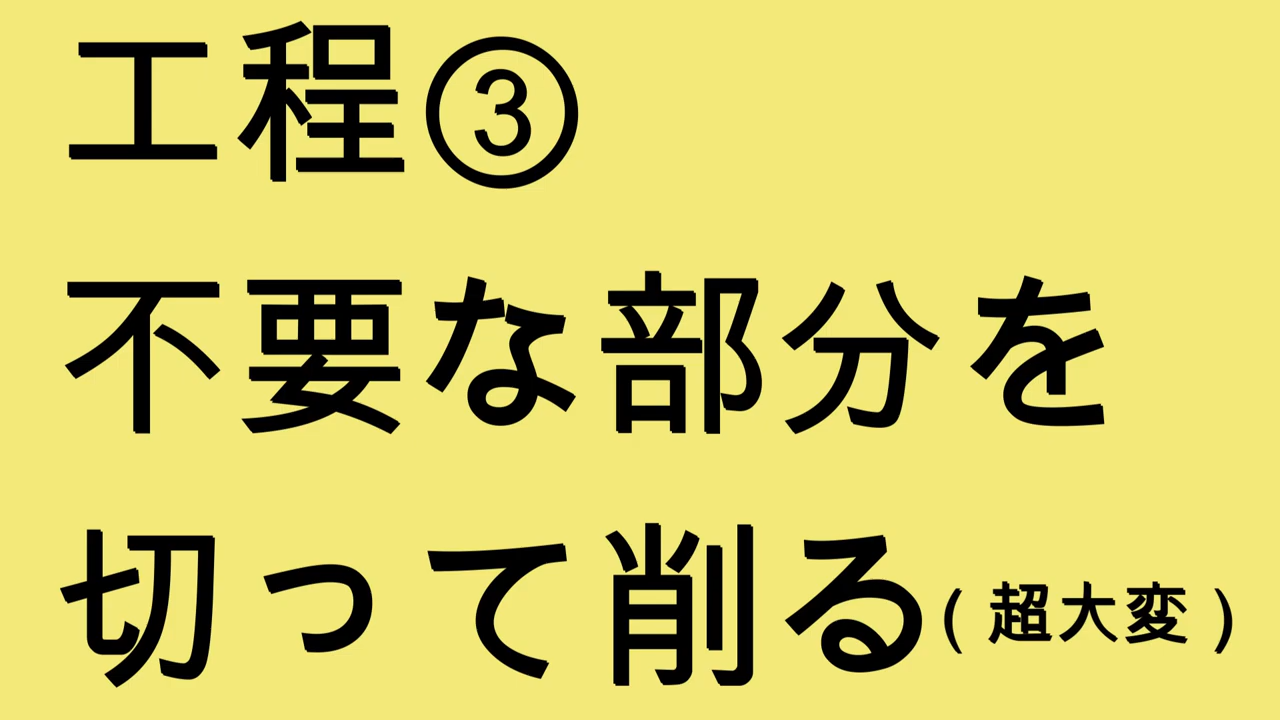 工程③
不要な部分を
切って削る(超大変)